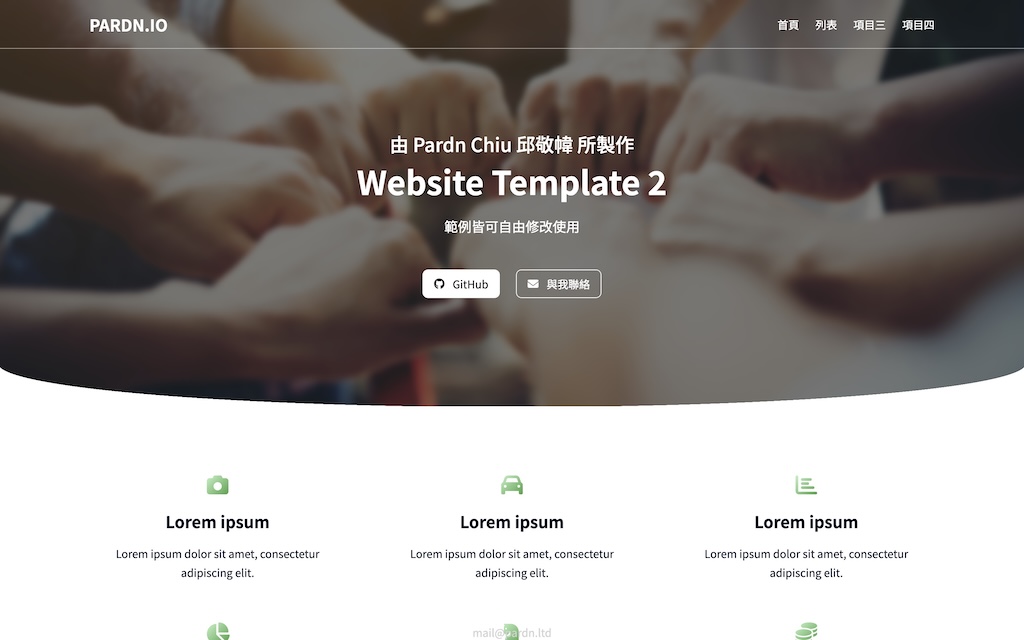 PARDN.IO
首頁 列表 項目三 項目四
由 Pardn Chiu 邱敬幃 所製作
Website Template 2
範例皆可自由修改使用
GitHub 與我聯絡
Lorem ipsum
Lorem ipsum dolor sit amet, consectetur
adipiscing elit.
Lorem ipsum
Lorem ipsum dolor sit amet, consectetur
adipiscing elit.
Lorem ipsum
Lorem ipsum dolor sit amet, consectetur
adipiscing elit.
mail@pardn.ltd